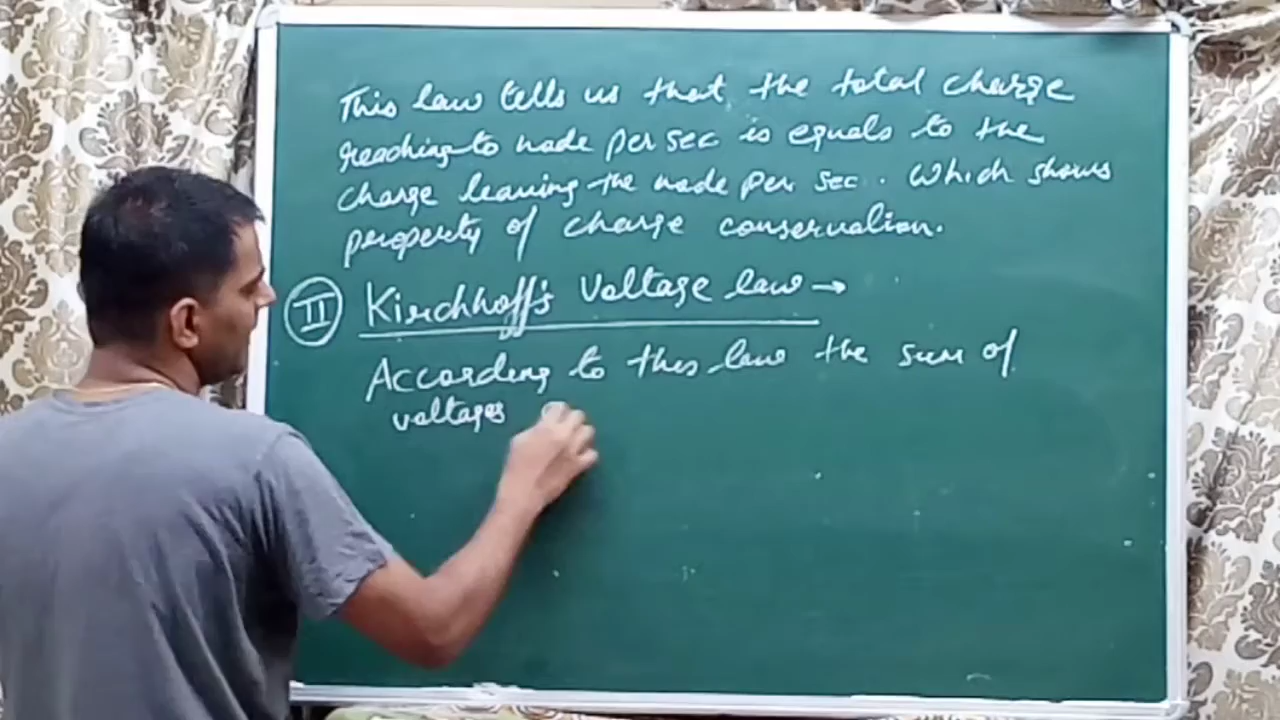 This law tells us that the total charge
reaching to node per sec is equals to the
charge leaving the node per sec. Which shows
property of charge conservation.
II Kirchhoff's Voltage law →
According to this law the sum of
voltages